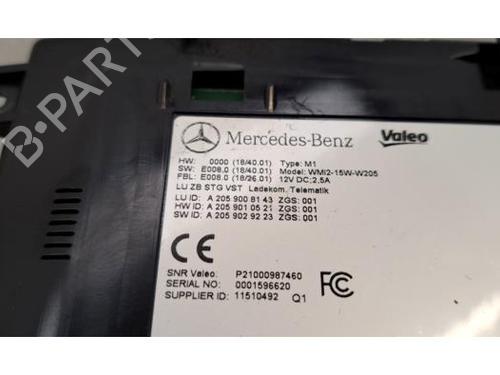 B-PARTS
Mercedes-Benz Valeo
HW: 0000 (18/40.01) Type: M1
SW: E008.0 (18/40.01) Model: WMI2-15W-W205
FBL: E008.0 (18/26.01) 12V DC; 2,5A
LU ZB STG VST Ladekom./Telematik
LU ID: A 205 900 81 43 ZGS: 001
HW ID: A 205 901 05 21 ZGS: 001
SW ID: A 205 902 92 23 ZGS: 001
CE
SNR Valeo: P21000987460
SERIAL NO: 0001596620
SUPPLIER ID: 11510492 Q1
FC